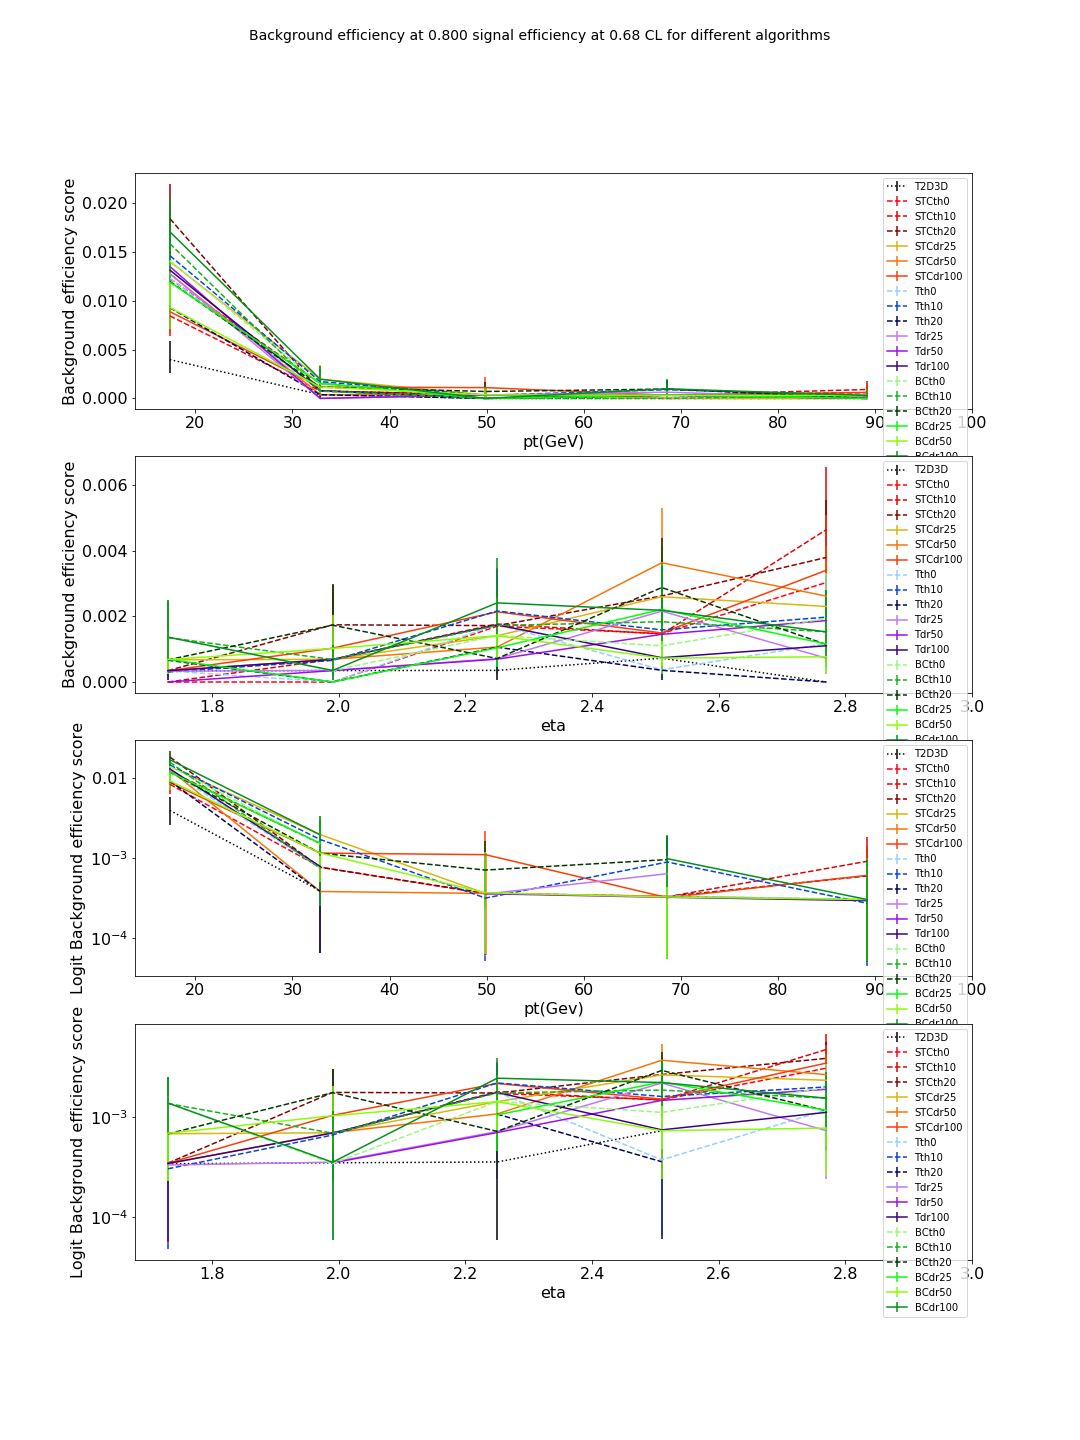 Background efficiency at 0.800 signal efficiency at 0.68 CL for different algorithms
Background efficiency score
0.020
0.015
0.010
0.005
0.000
20 30 40 50 60 70 80 90 100
pt(GeV)
T2D3D
STCth0
STCth10
STCth20
STCdr25
STCdr50
STCdr100
Tth0
Tth10
Tth20
Tdr25
Tdr50
Tdr100
BCth0
BCth10
BCth20
BCdr25
BCdr50
BCdr100
Background efficiency score
0.006
0.004
0.002
0.000
1.8 2.0 2.2 2.4 2.6 2.8 3.0
eta
T2D3D
STCth0
STCth10
STCth20
STCdr25
STCdr50
STCdr100
Tth0
Tth10
Tth20
Tdr25
Tdr50
Tdr100
BCth0
BCth10
BCth20
BCdr25
BCdr50
BCdr100
Logit Background efficiency score
0.01
10⁻³
10⁻⁴
20 30 40 50 60 70 80 90 100
pt(Gev)
T2D3D
STCth0
STCth10
STCth20
STCdr25
STCdr50
STCdr100
Tth0
Tth10
Tth20
Tdr25
Tdr50
Tdr100
BCth0
BCth10
BCth20
BCdr25
BCdr50
BCdr100
Logit Background efficiency score
10⁻³
10⁻⁴
1.8 2.0 2.2 2.4 2.6 2.8 3.0
eta
T2D3D
STCth0
STCth10
STCth20
STCdr25
STCdr50
STCdr100
Tth0
Tth10
Tth20
Tdr25
Tdr50
Tdr100
BCth0
BCth10
BCth20
BCdr25
BCdr50
BCdr100